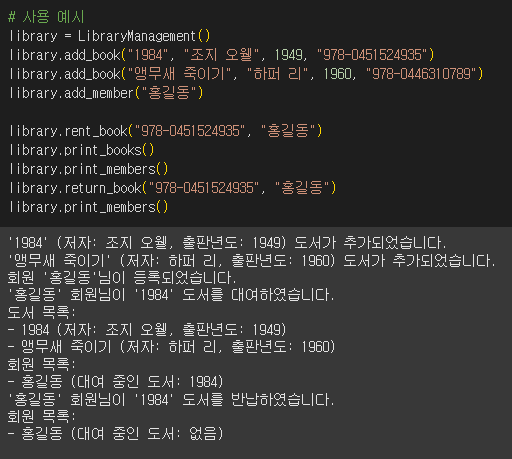 # 사용 예시
library = LibraryManagement()
library.add_book("1984", "조지 오웰", 1949, "978-0451524935")
library.add_book("앵무새 죽이기", "하퍼 리", 1960, "978-0446310789")
library.add_member("홍길동")
library.rent_book("978-0451524935", "홍길동")
library.print_books()
library.print_members()
library.return_book("978-0451524935", "홍길동")
library.print_members()
'1984' (저자: 조지 오웰, 출판년도: 1949) 도서가 추가되었습니다.
'앵무새 죽이기' (저자: 하퍼 리, 출판년도: 1960) 도서가 추가되었습니다.
회원 '홍길동'님이 등록되었습니다.
'홍길동' 회원님이 '1984' 도서를 대여하였습니다.
도서 목록:
- 1984 (저자: 조지 오웰, 출판년도: 1949)
- 앵무새 죽이기 (저자: 하퍼 리, 출판년도: 1960)
회원 목록:
- 홍길동 (대여 중인 도서: 1984)
'홍길동' 회원님이 '1984' 도서를 반납하였습니다.
회원 목록:
- 홍길동 (대여 중인 도서: 없음)